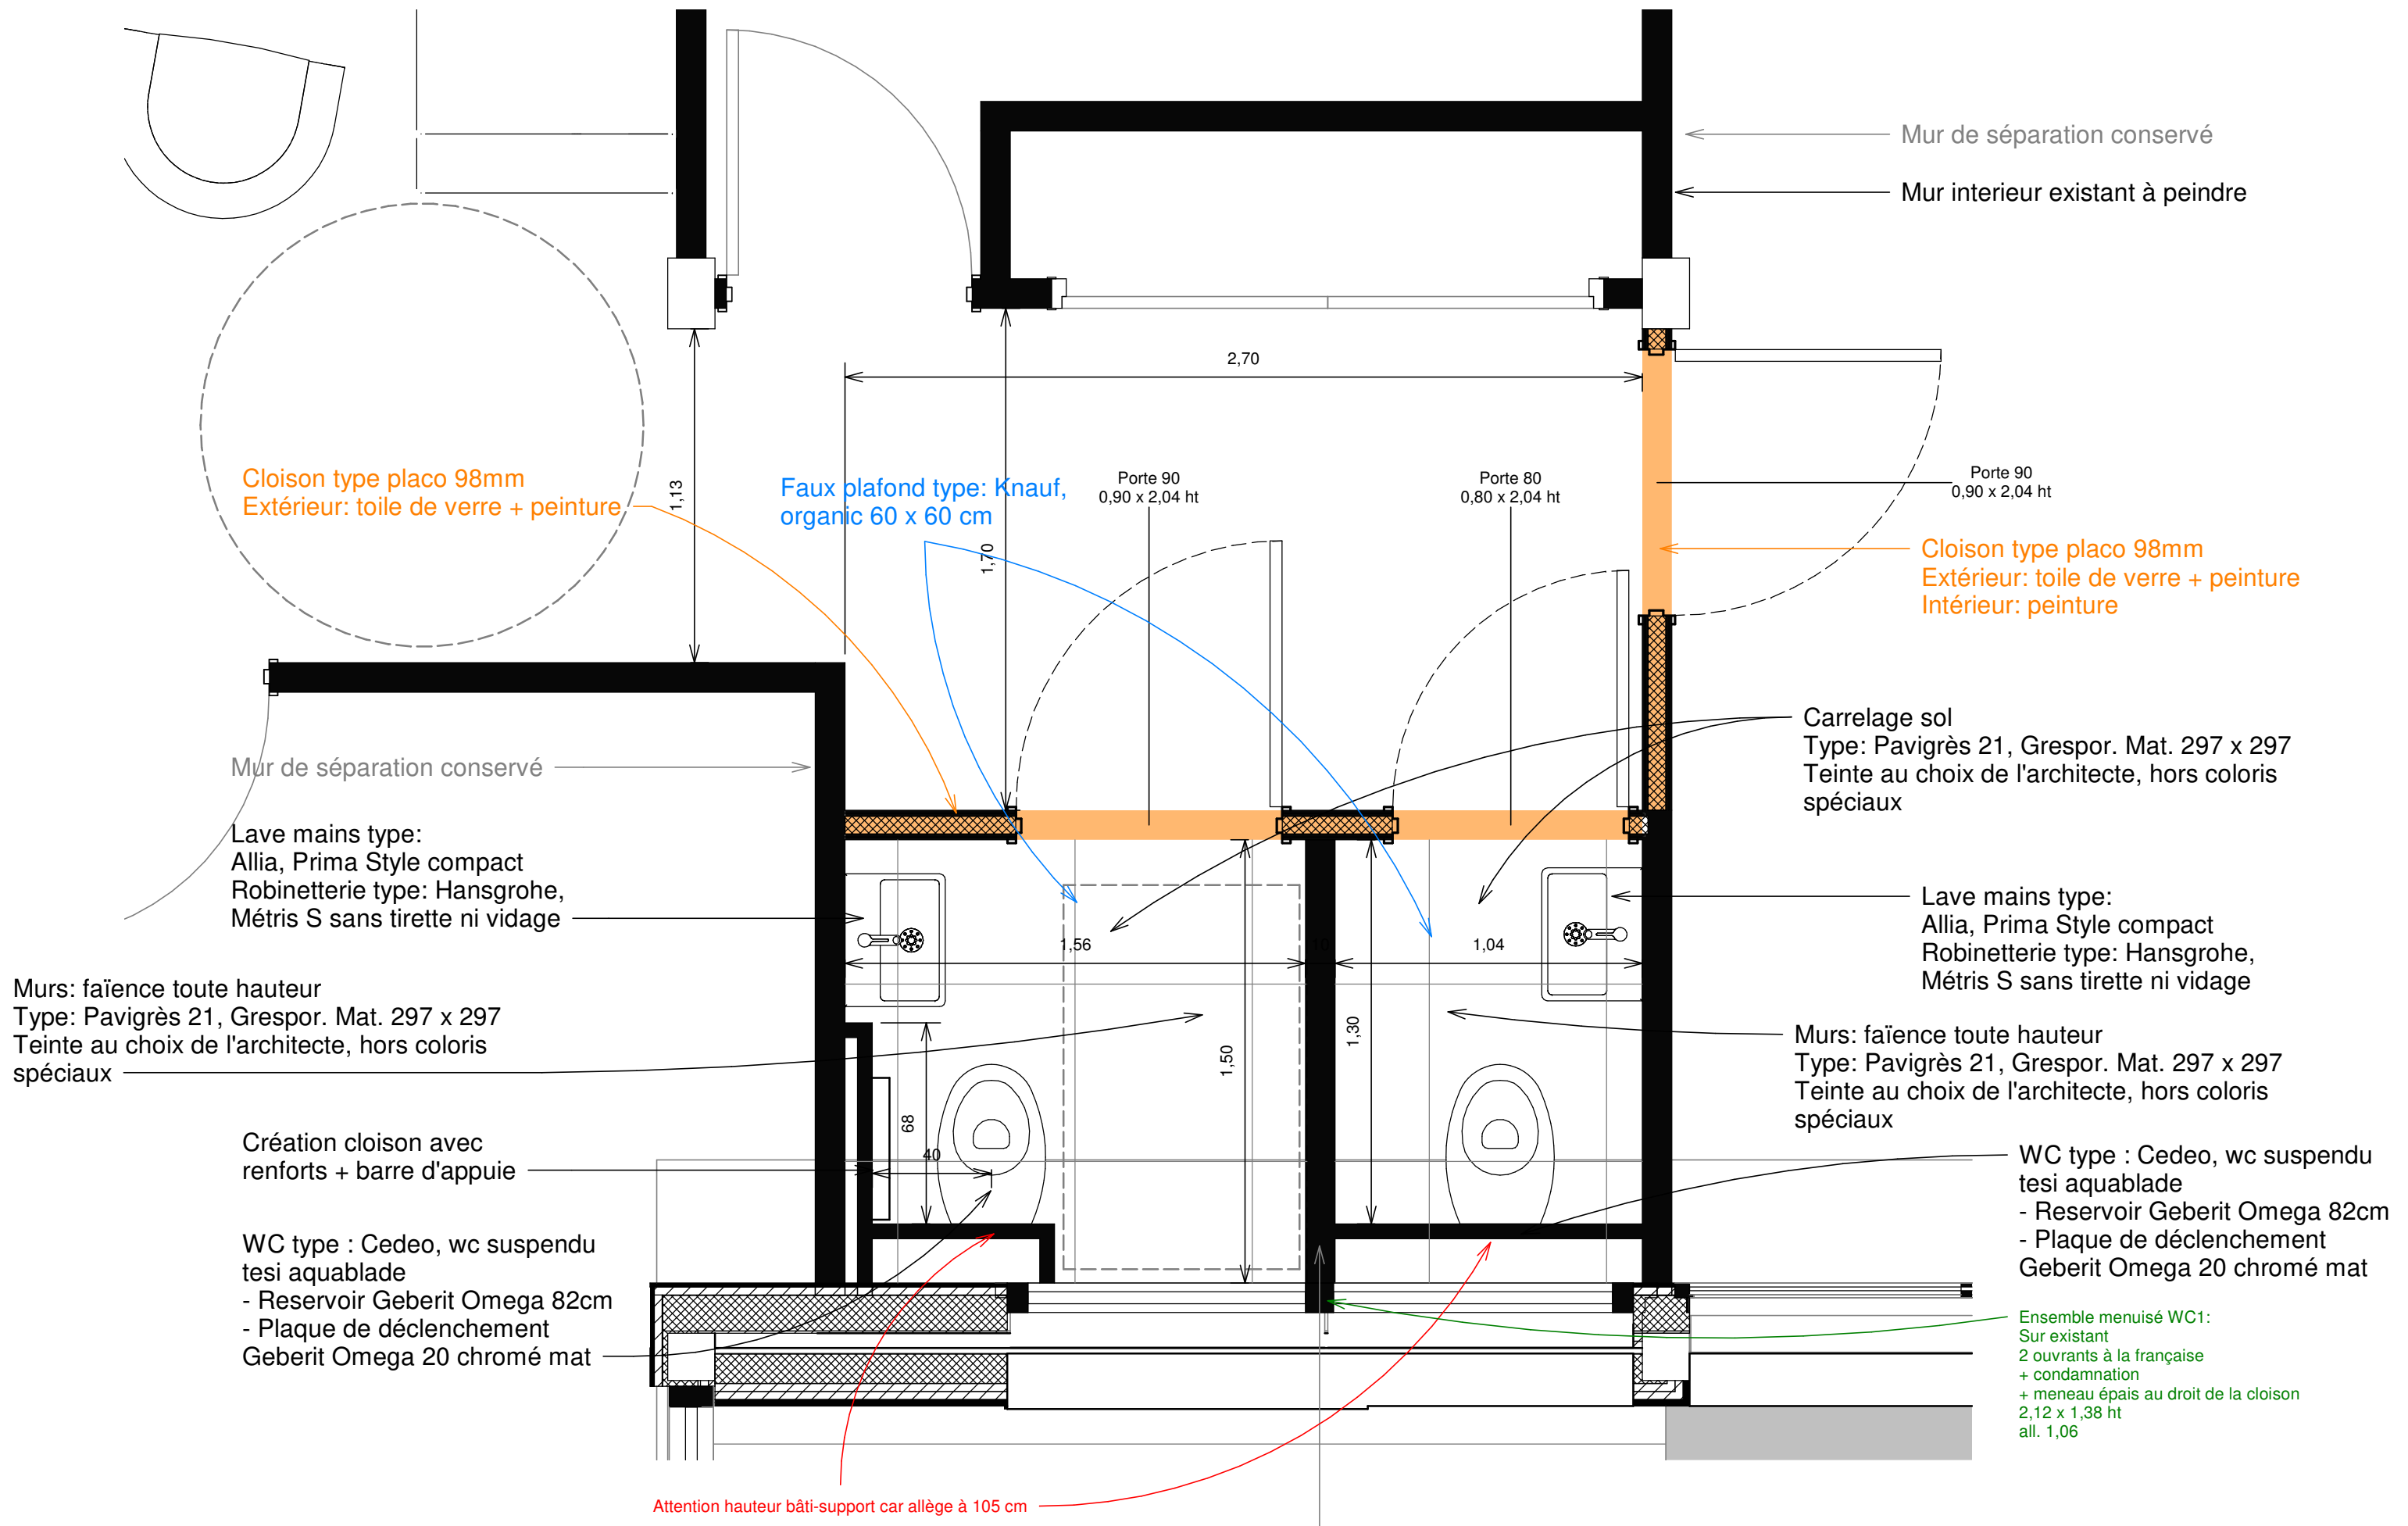 Mur de séparation conservé
Mur interieur existant à peindre
2,70
Cloison type placo 98mm
Extérieur: toile de verre + peinture
1,13
Faux plafond type: Knauf,
organic 60 x 60 cm
1,70
Porte 90
0,90 x 2,04 ht
Porte 80
0,80 x 2,04 ht
Porte 90
0,90 x 2,04 ht
Cloison type placo 98mm
Extérieur: toile de verre + peinture
Intérieur: peinture
Mur de séparation conservé
Carrelage sol
Type: Pavigrès 21, Grespor. Mat. 297 x 297
Teinte au choix de l'architecte, hors coloris
spéciaux
Lave mains type:
Allia, Prima Style compact
Robinetterie type: Hansgrohe,
Métris S sans tirette ni vidage
1,56
1,04
Lave mains type:
Allia, Prima Style compact
Robinetterie type: Hansgrohe,
Métris S sans tirette ni vidage
Murs: faïence toute hauteur
Type: Pavigrès 21, Grespor. Mat. 297 x 297
Teinte au choix de l'architecte, hors coloris
spéciaux
1,50
1,30
Murs: faïence toute hauteur
Type: Pavigrès 21, Grespor. Mat. 297 x 297
Teinte au choix de l'architecte, hors coloris
spéciaux
68
40
Création cloison avec
renforts + barre d'appuie
WC type : Cedeo, wc suspendu
tesi aquablade
- Reservoir Geberit Omega 82cm
- Plaque de déclenchement
Geberit Omega 20 chromé mat
WC type : Cedeo, wc suspendu
tesi aquablade
- Reservoir Geberit Omega 82cm
- Plaque de déclenchement
Geberit Omega 20 chromé mat
Ensemble menuisé WC1:
Sur existant
2 ouvrants à la française
+ condamnation
+ meneau épais au droit de la cloison
2,12 x 1,38 ht
all. 1,06
Attention hauteur bâti-support car allège à 105 cm